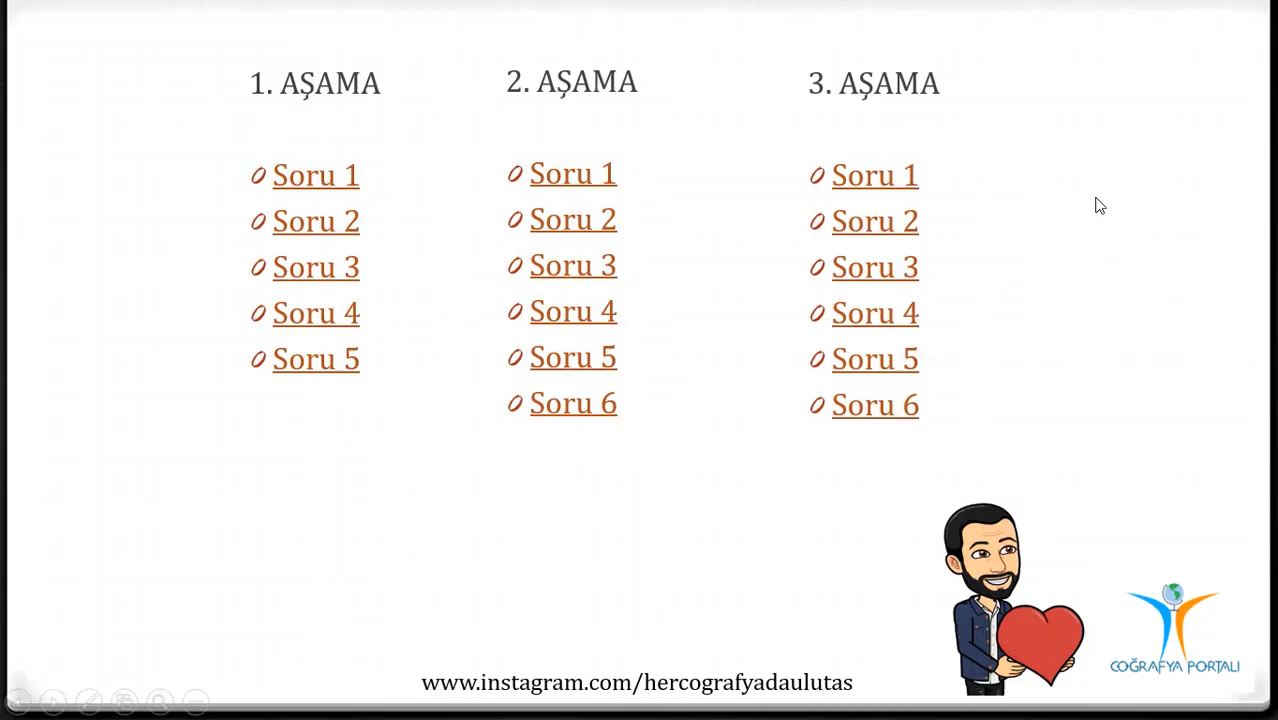 1. AŞAMA
Soru 1
Soru 2
Soru 3
Soru 4
Soru 5
2. AŞAMA
Soru 1
Soru 2
Soru 3
Soru 4
Soru 5
Soru 6
3. AŞAMA
Soru 1
Soru 2
Soru 3
Soru 4
Soru 5
Soru 6
COĞRAFYA PORTALI
www.instagram.com/hercografyadaulutas